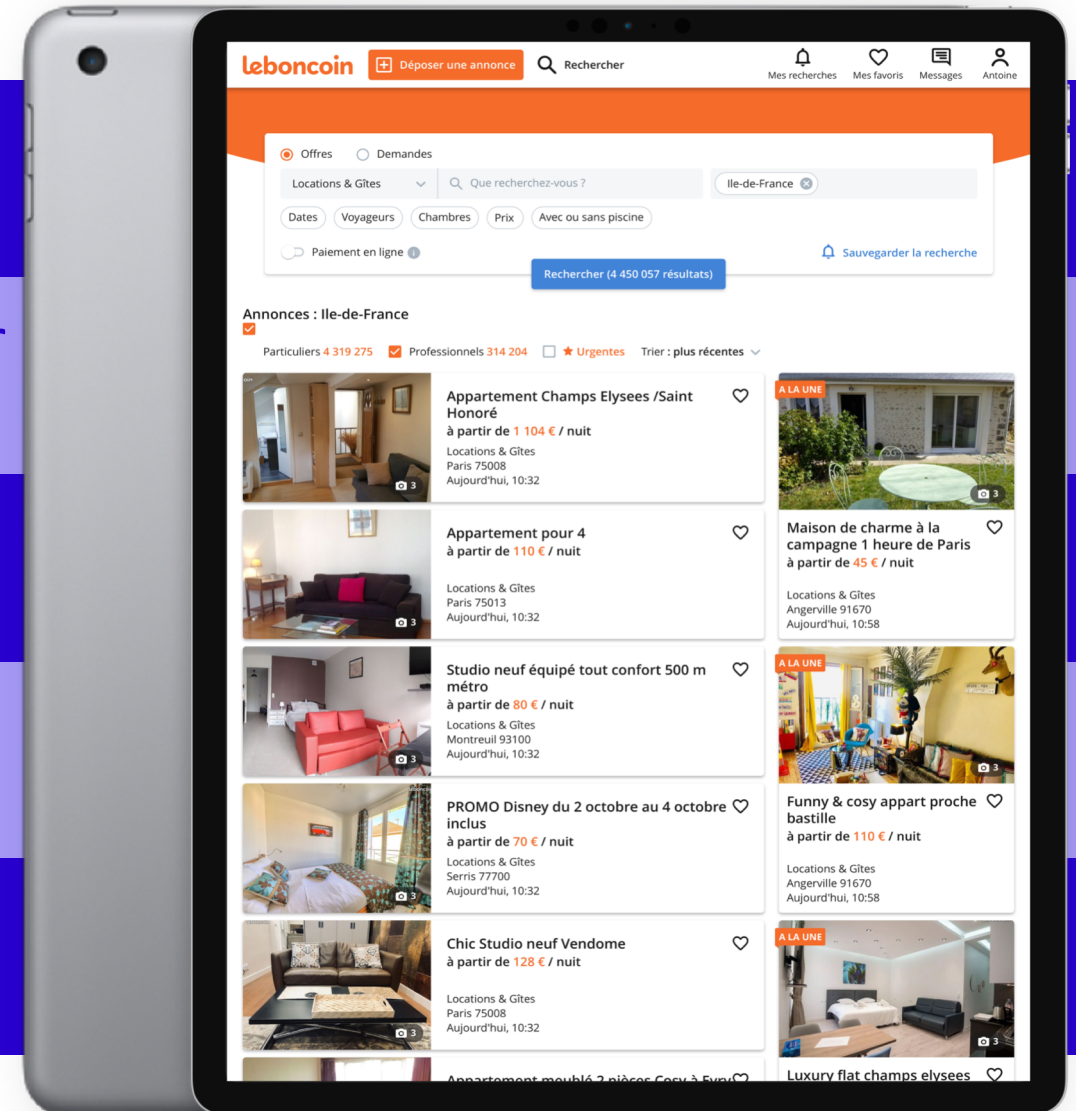 leboncoin
Déposer une annonce
Rechercher
Mes recherches
Mes favoris
Messages
Antoine
Offres
Demandes
Locations & Gîtes
Que recherchez-vous ?
Ile-de-France
Dates
Voyageurs
Chambres
Prix
Avec ou sans piscine
Paiement en ligne
Sauvegarder la recherche
Rechercher (4 450 057 résultats)
Annonces : Ile-de-France
Particuliers 4 319 275
Professionnels 314 204
Urgentes
Trier : plus récentes
Appartement Champs Elysees /Saint
Honoré
à partir de 1 104 € / nuit
Locations & Gîtes
Paris 75008
Aujourd'hui, 10:32
3
Appartement pour 4
à partir de 110 € / nuit
Locations & Gîtes
Paris 75013
Aujourd'hui, 10:32
3
Studio neuf équipé tout confort 500 m
métro
à partir de 80 € / nuit
Locations & Gîtes
Montreuil 93100
Aujourd'hui, 10:32
3
PROMO Disney du 2 octobre au 4 octobre
inclus
à partir de 70 € / nuit
Locations & Gîtes
Serris 77700
Aujourd'hui, 10:32
3
Chic Studio neuf Vendome
à partir de 128 € / nuit
Locations & Gîtes
Paris 75008
Aujourd'hui, 10:32
3
Appartement meublé 2 pièces Cosy à Evry
A LA UNE
3
Maison de charme à la
campagne 1 heure de Paris
à partir de 45 € / nuit
Locations & Gîtes
Angerville 91670
Aujourd'hui, 10:58
A LA UNE
3
Funny & cosy appart proche
bastille
à partir de 110 € / nuit
Locations & Gîtes
Angerville 91670
Aujourd'hui, 10:58
A LA UNE
3
Luxury flat champs elysees